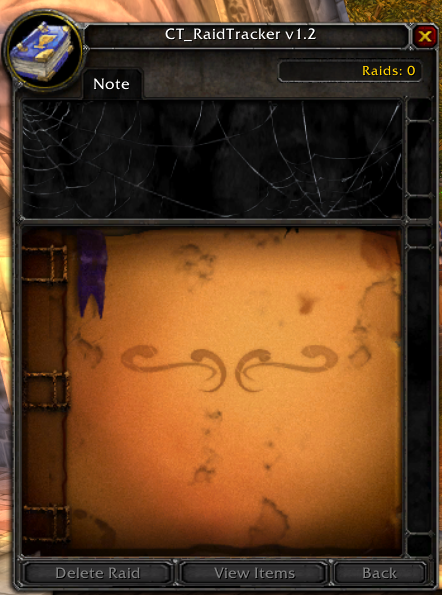 CT_RaidTracker v1.2
Raids: 0
Note
Delete Raid
View Items
Back